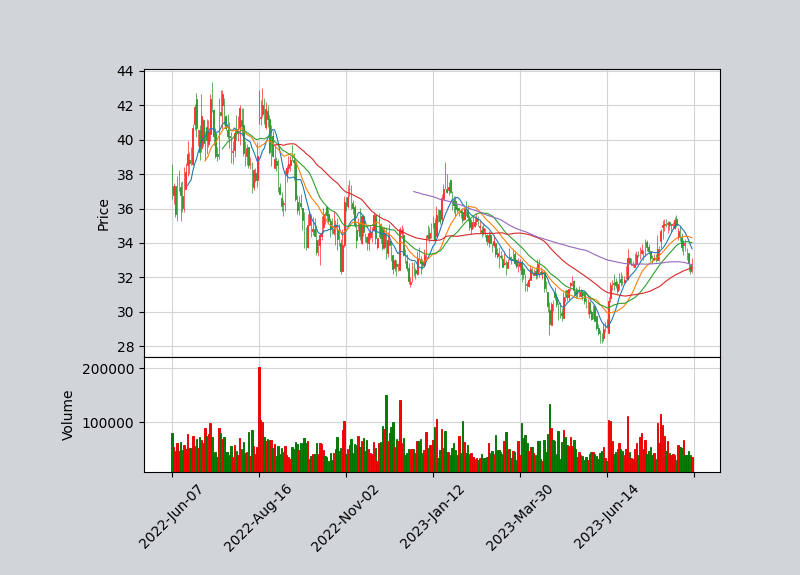 44
42
40
38
36
34
32
30
28
Price
200000
100000
Volume
2022-Jun-07
2022-Aug-16
2022-Nov-02
2023-Jan-12
2023-Mar-30
2023-Jun-14